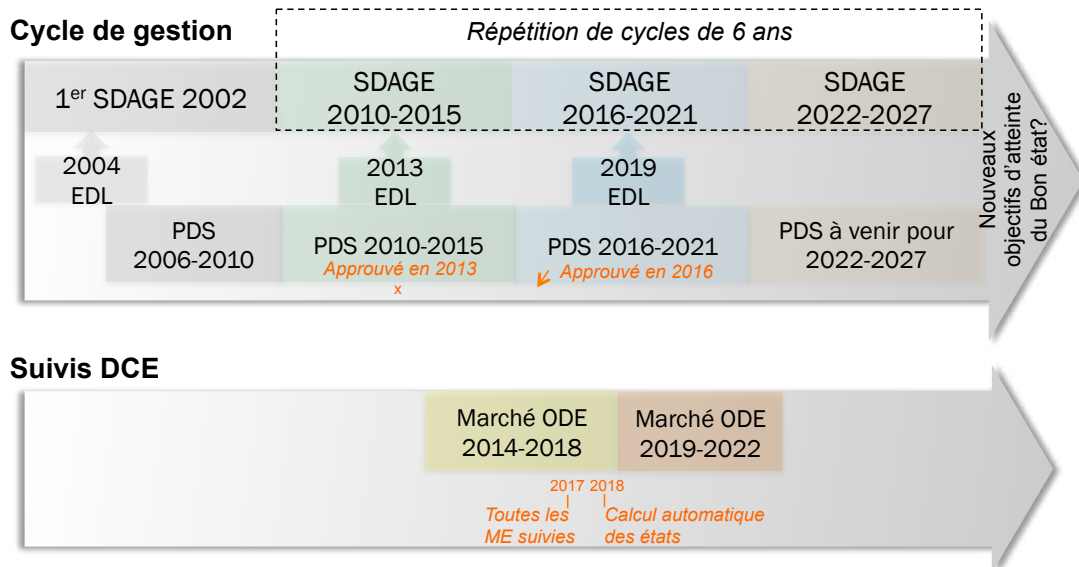 Cycle de gestion
Répétition de cycles de 6 ans
1er SDAGE 2002
SDAGE
2010-2015
SDAGE
2016-2021
SDAGE
2022-2027
2004
EDL
2013
EDL
2019
EDL
PDS
2006-2010
PDS 2010-2015
Approuvé en 2013
x
PDS 2016-2021
Approuvé en 2016
PDS à venir pour
2022-2027
Nouveaux
objectifs d'atteinte
du Bon état?
Suivis DCE
Marché ODE
2014-2018
Marché ODE
2019-2022
2017 2018
Toutes les
ME suivies
Calcul automatique
des états